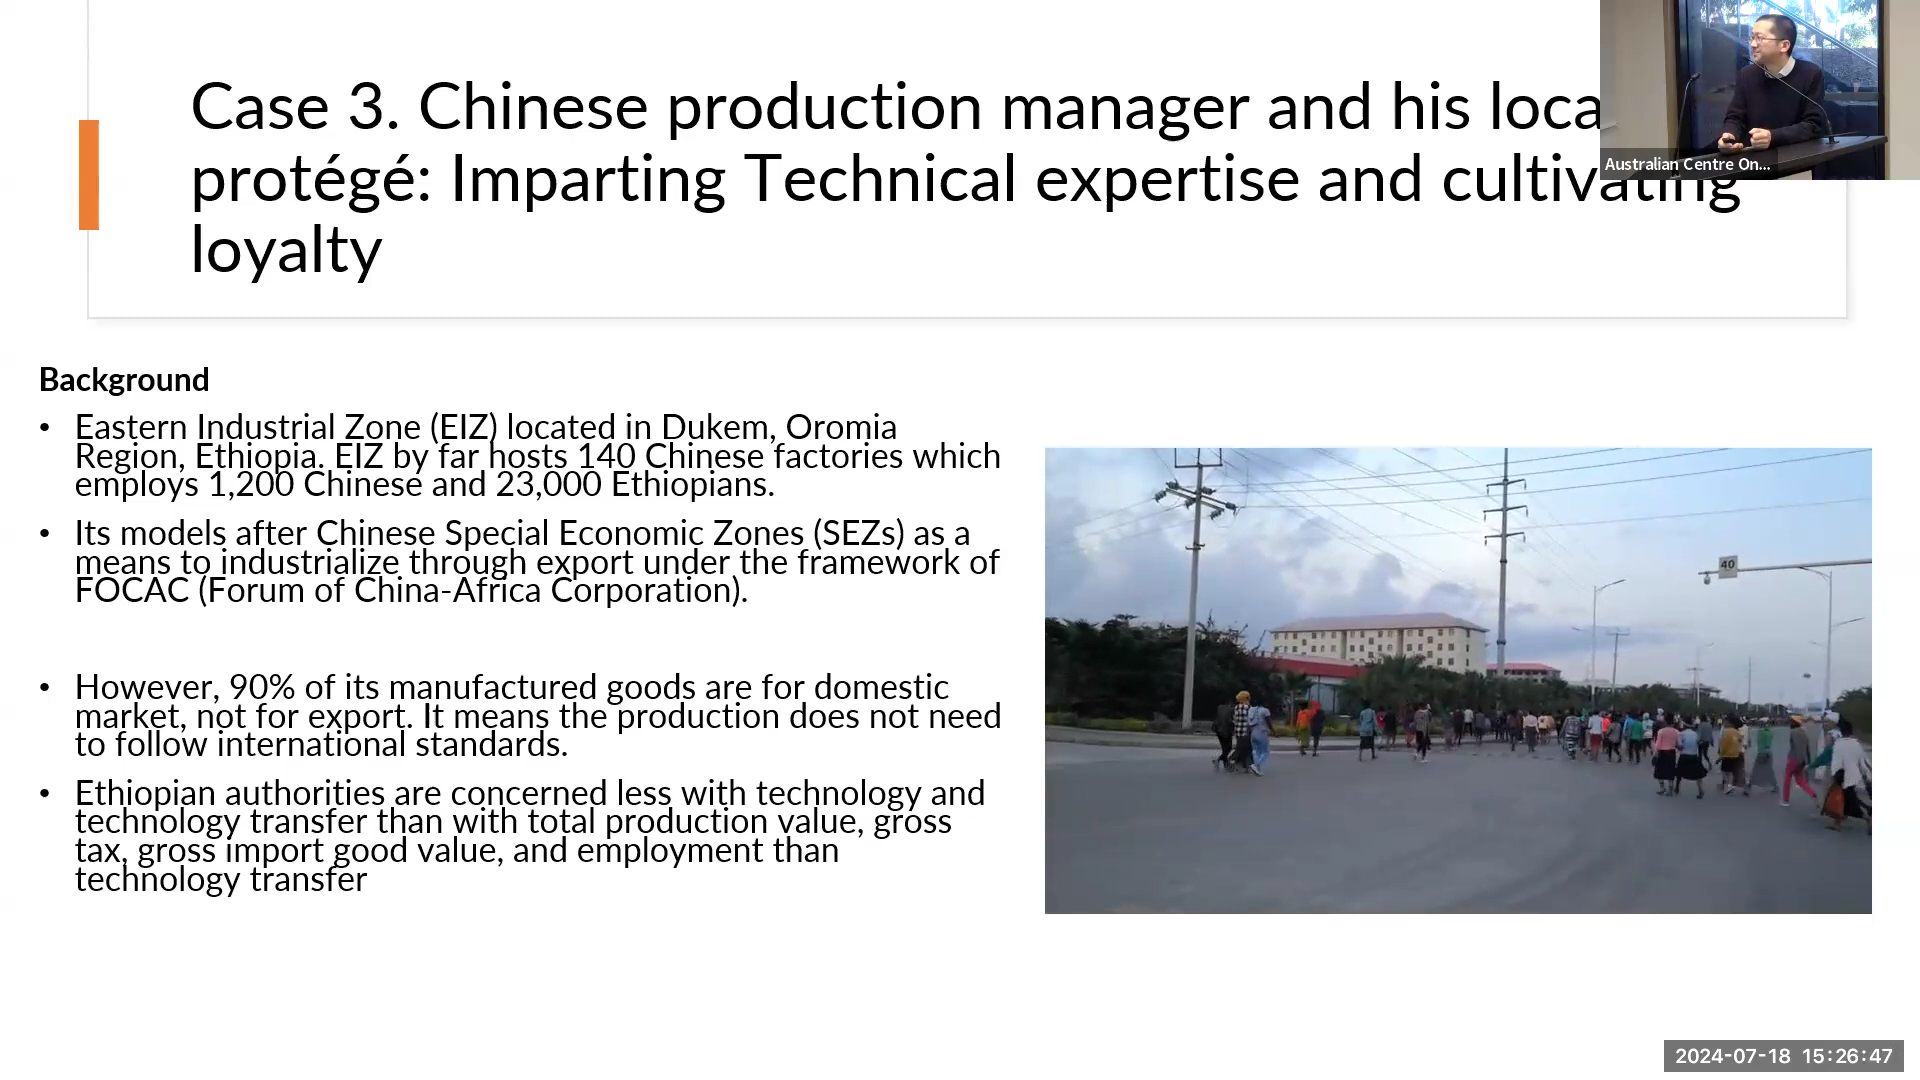 Case 3. Chinese production manager and his loca
protégé: Imparting Technical expertise and cultivating
loyalty
Australian Centre On...
Background
• Eastern Industrial Zone (EIZ) located in Dukem, Oromia
Region, Ethiopia. EIZ by far hosts 140 Chinese factories which
employs 1,200 Chinese and 23,000 Ethiopians.
• Its models after Chinese Special Economic Zones (SEZs) as a
means to industrialize through export under the framework of
FOCAC (Forum of China-Africa Corporation).
• However, 90% of its manufactured goods are for domestic
market, not for export. It means the production does not need
to follow international standards.
• Ethiopian authorities are concerned less with technology and
technology transfer than with total production value, gross
tax, gross import good value, and employment than
technology transfer
40
2024-07-18 15:26:47